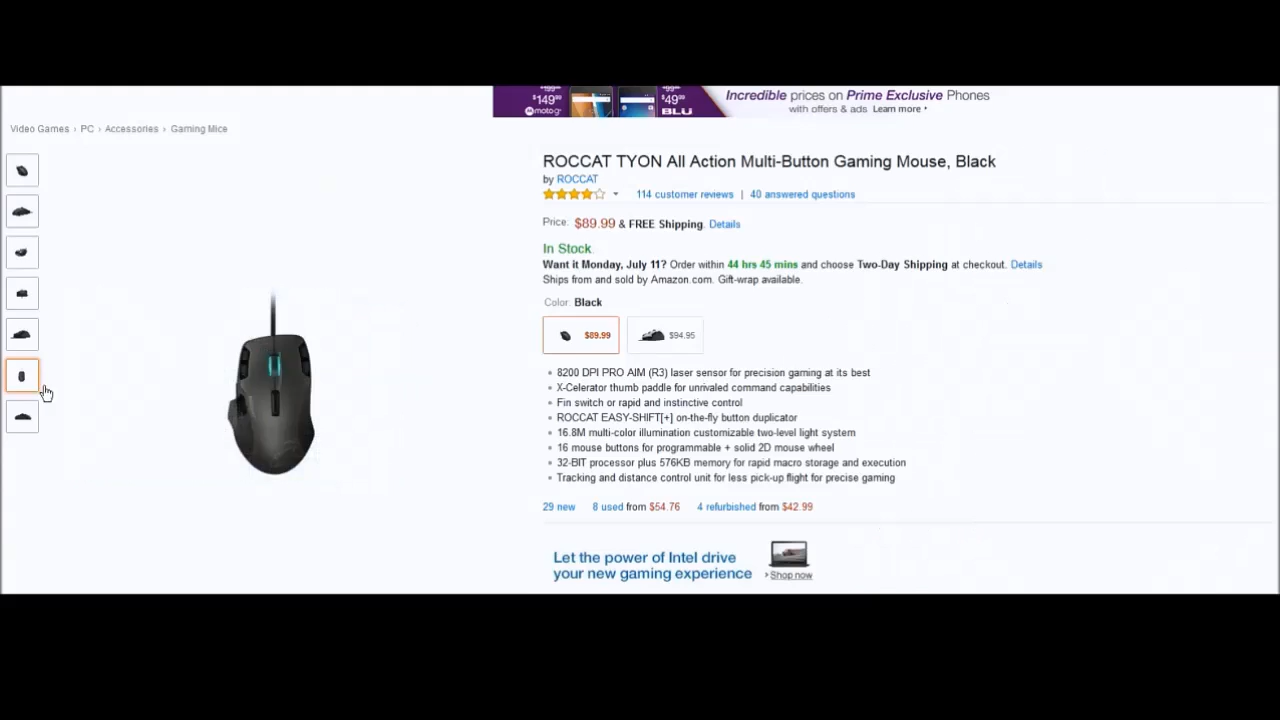 $149⁹⁹
motog
$49⁹⁹
BLU
Incredible prices on Prime Exclusive Phones
with offers & ads Learn more
Video Games › PC › Accessories › Gaming Mice
ROCCAT TYON All Action Multi-Button Gaming Mouse, Black
by ROCCAT
114 customer reviews | 40 answered questions
Price: $89.99 & FREE Shipping. Details
In Stock.
Want it Monday, July 11? Order within 44 hrs 45 mins and choose Two-Day Shipping at checkout. Details
Ships from and sold by Amazon.com. Gift-wrap available.
Color: Black
$89.99 $94.95
8200 DPI PRO AIM (R3) laser sensor for precision gaming at its best
X-Celerator thumb paddle for unrivaled command capabilities
Fin switch or rapid and instinctive control
ROCCAT EASY-SHIFT[+] on-the-fly button duplicator
16.8M multi-color illumination customizable two-level light system
16 mouse buttons for programmable + solid 2D mouse wheel
32-BIT processor plus 576KB memory for rapid macro storage and execution
Tracking and distance control unit for less pick-up flight for precise gaming
29 new 8 used from $54.76 4 refurbished from $42.99
Let the power of Intel drive
your new gaming experience
› Shop now